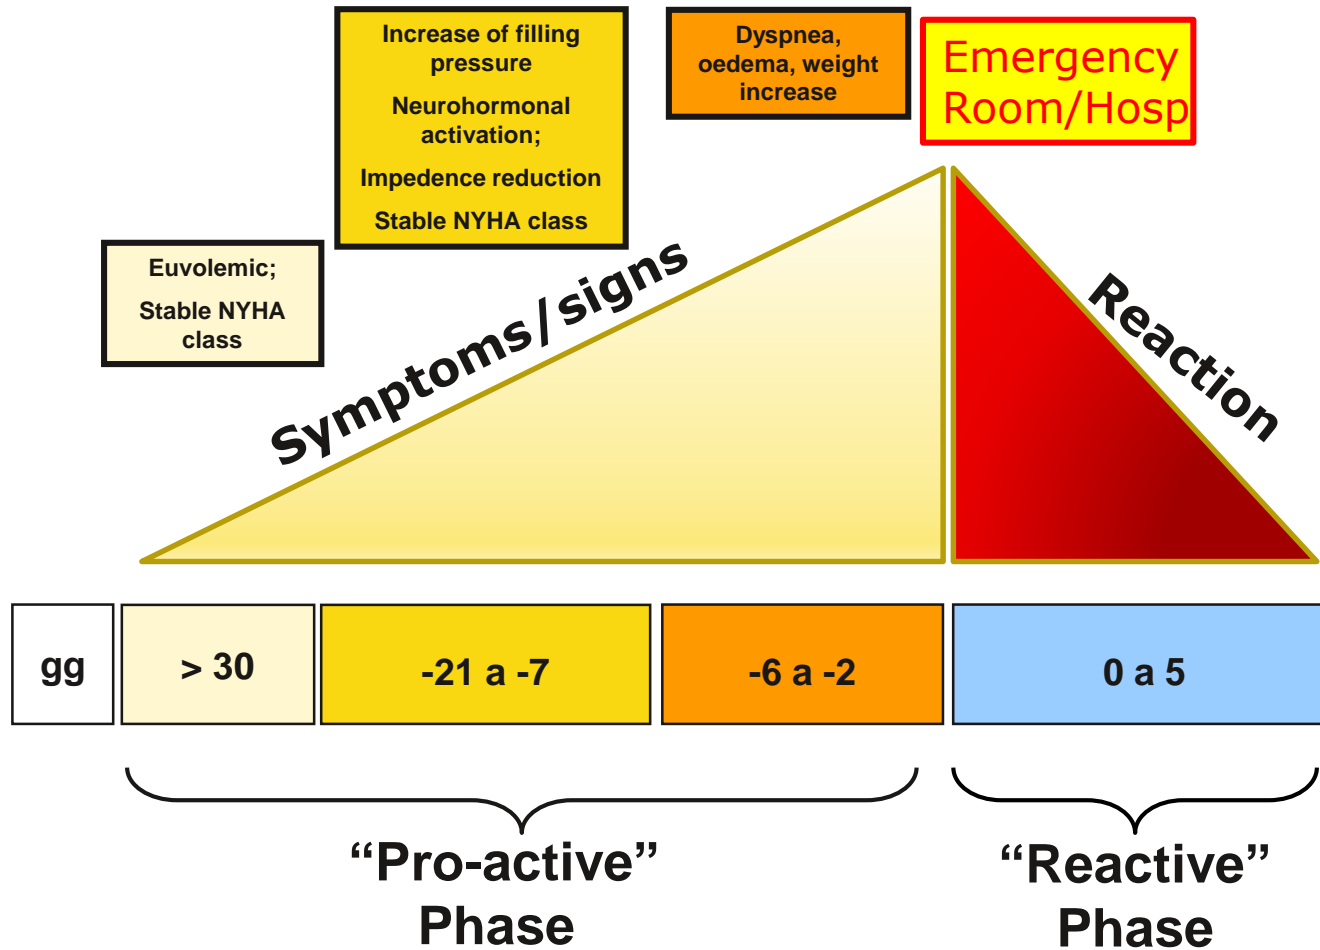 Increase of filling
pressure
Neurohormonal
activation;
Impedence reduction
Stable NYHA class
Dyspnea,
oedema, weight
increase
Emergency
Room/Hosp
Euvolemic;
Stable NYHA
class
Symptoms/signs
Reaction
gg
> 30
-21 a -7
-6 a -2
0 a 5
“Pro-active”
Phase
“Reactive”
Phase